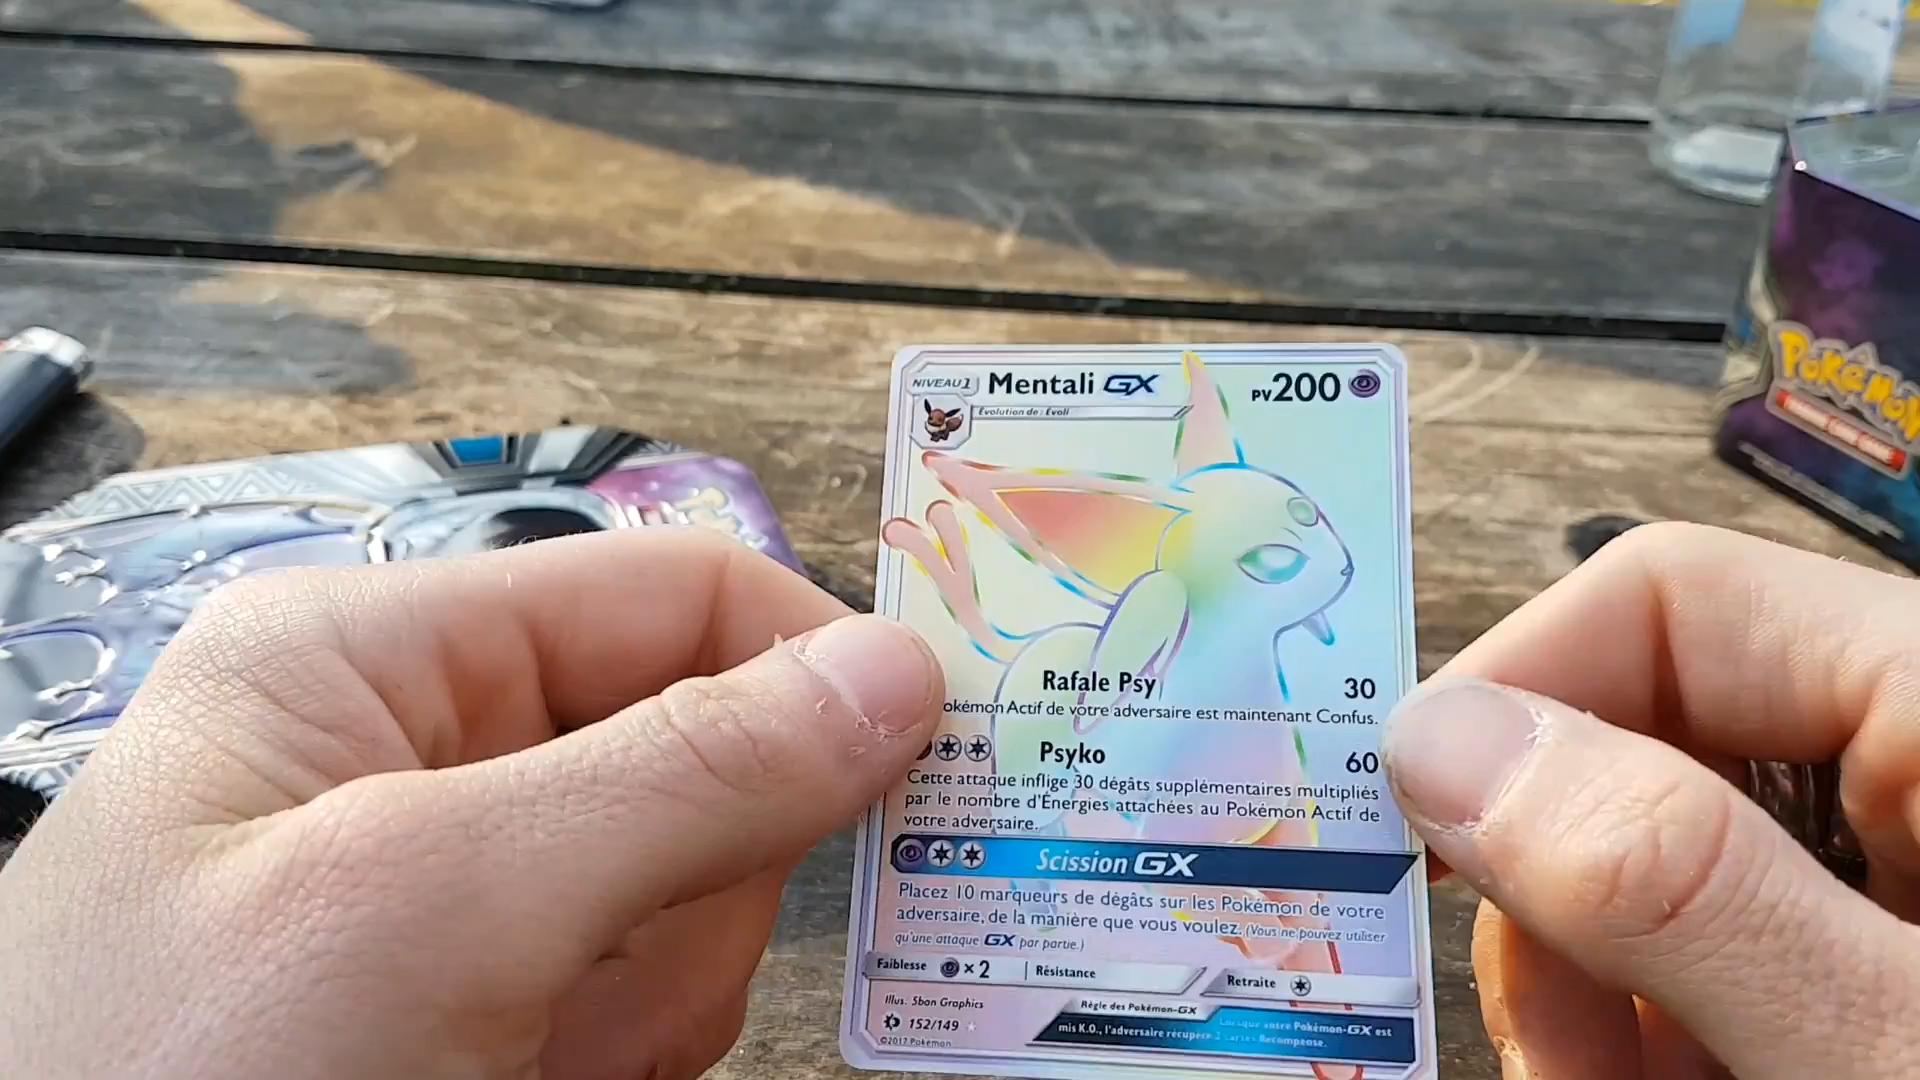 NIVEAU 1 Mentali GX PV200
Évolution de : Évoli
Rafale Psy 30
okémon Actif de votre adversaire est maintenant Confus.
Psyko 60
Cette attaque inflige 30 dégâts supplémentaires multipliés
par le nombre d'Énergies attachées au Pokémon Actif de
votre adversaire.
Scission GX
Placez 10 marqueurs de dégâts sur les Pokémon de votre
adversaire, de la manière que vous voulez. (Vous ne pouvez utiliser
qu'une attaque GX par partie.)
Faiblesse ×2 Résistance Retraite
Illus. 5ban Graphics
152/149
©2017 Pokémon
Règle des Pokémon-GX
Lorsque votre Pokémon-GX est
mis K.O., l'adversaire récupère 2 cartes Récompense.
POKÉMON